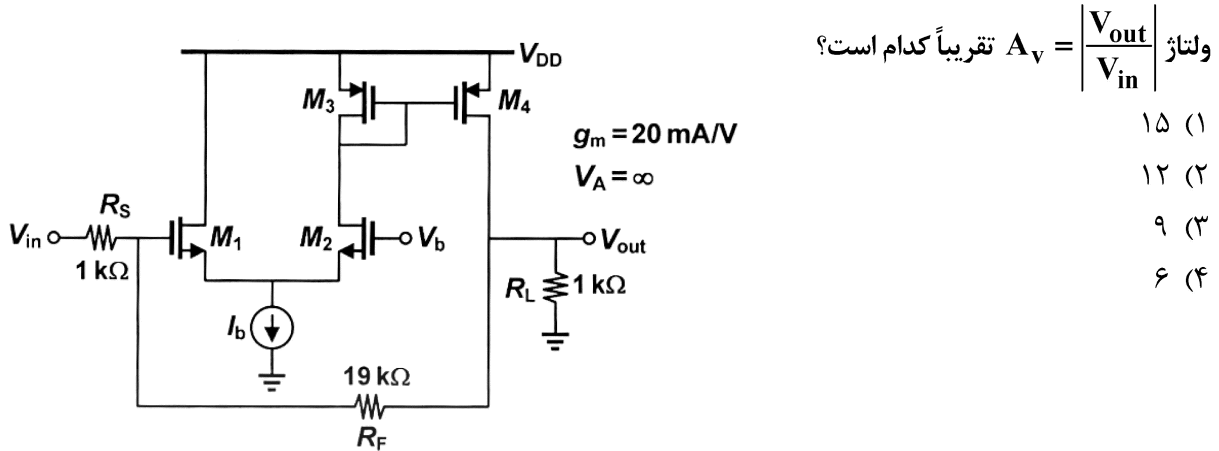 ولتاژ A_v = |V_out / V_in| تقریباً کدام است؟
۱) ۱۵
۲) ۱۲
۳) ۹
۴) ۶
V_DD
M_3
M_4
g_m = 20 mA/V
V_A = ∞
R_S
V_in
M_1
M_2
V_b
V_out
1 kΩ
R_L
1 kΩ
I_b
19 kΩ
R_F